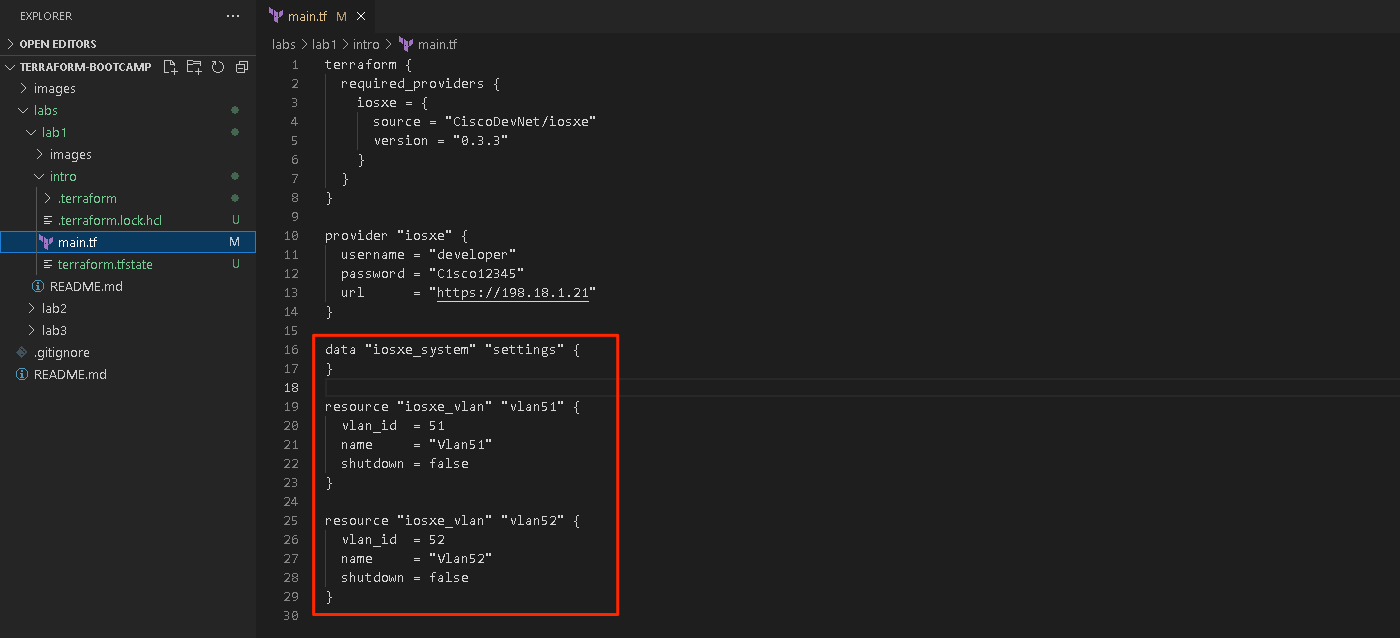 EXPLORER
OPEN EDITORS
TERRAFORM-BOOTCAMP
images
labs
lab1
images
intro
.terraform
.terraform.lock.hcl U
main.tf M
terraform.tfstate U
README.md
lab2
lab3
.gitignore
README.md
main.tf M
labs > lab1 > intro > main.tf
1 terraform {
2   required_providers {
3     iosxe = {
4       source = "CiscoDevNet/iosxe"
5       version = "0.3.3"
6     }
7   }
8 }
9
10 provider "iosxe" {
11   username = "developer"
12   password = "C1sco12345"
13   url      = "https://198.18.1.21"
14 }
15
16 data "iosxe_system" "settings" {
17 }
18
19 resource "iosxe_vlan" "vlan51" {
20   vlan_id  = 51
21   name     = "Vlan51"
22   shutdown = false
23 }
24
25 resource "iosxe_vlan" "vlan52" {
26   vlan_id  = 52
27   name     = "Vlan52"
28   shutdown = false
29 }
30